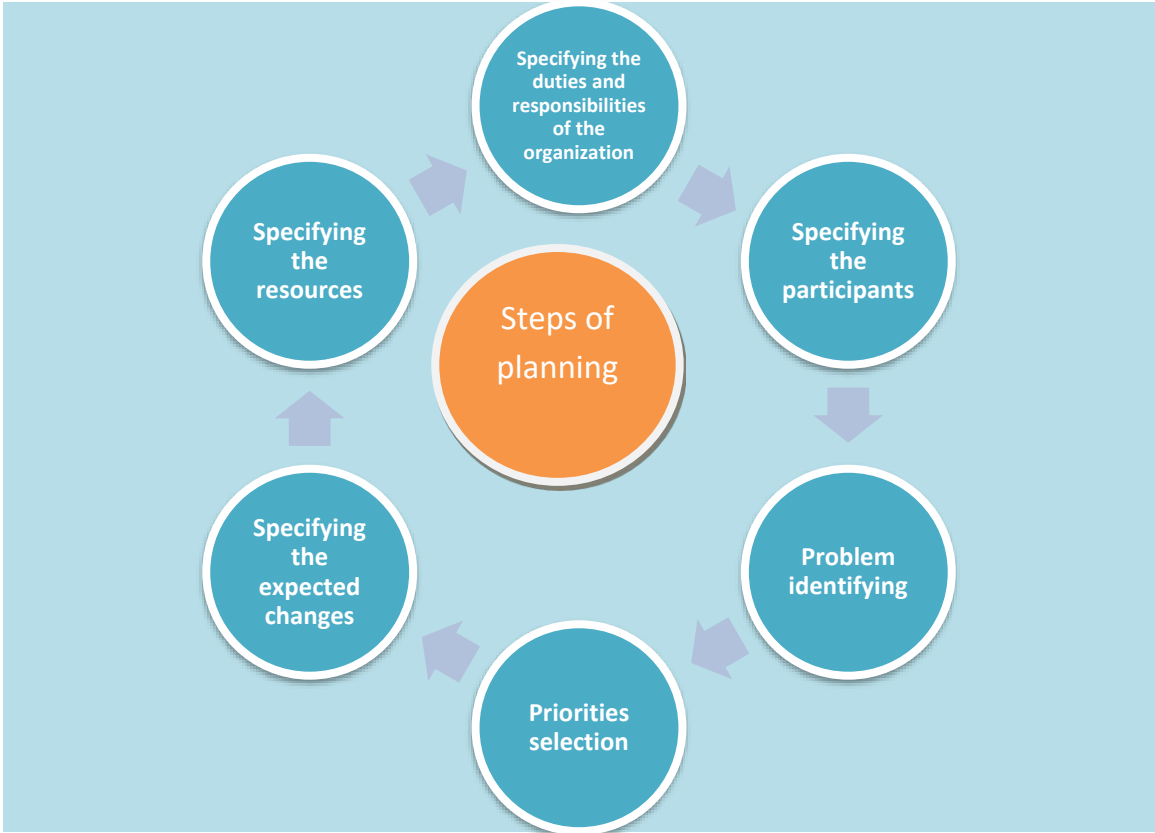 Specifying the
duties and
responsibilities
of the
organization
Specifying
the
participants
Problem
identifying
Priorities
selection
Specifying
the
expected
changes
Specifying
the
resources
Steps of
planning